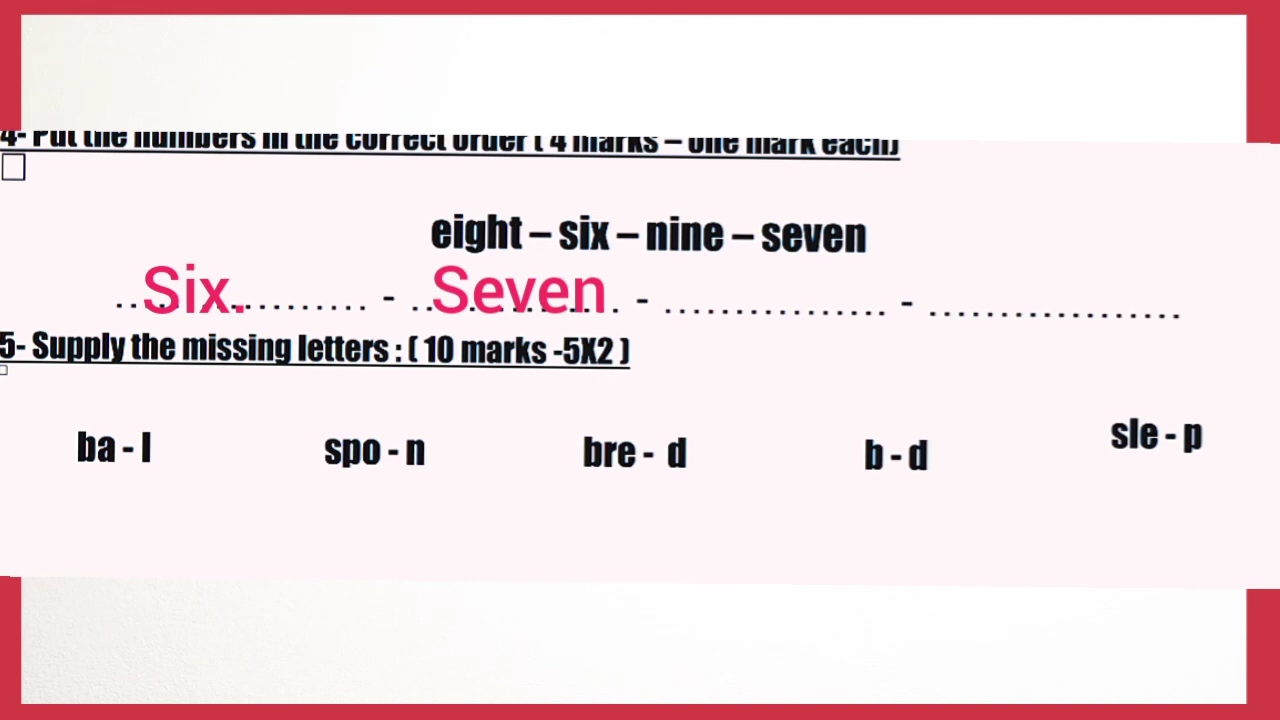 4- Put the numbers in the correct order ( 4 marks – one mark each)
eight – six – nine – seven
..Six................ - ..Seven.. - ................ - ..................
5- Supply the missing letters : ( 10 marks -5X2 )
ba - l spo - n bre - d b - d sle - p